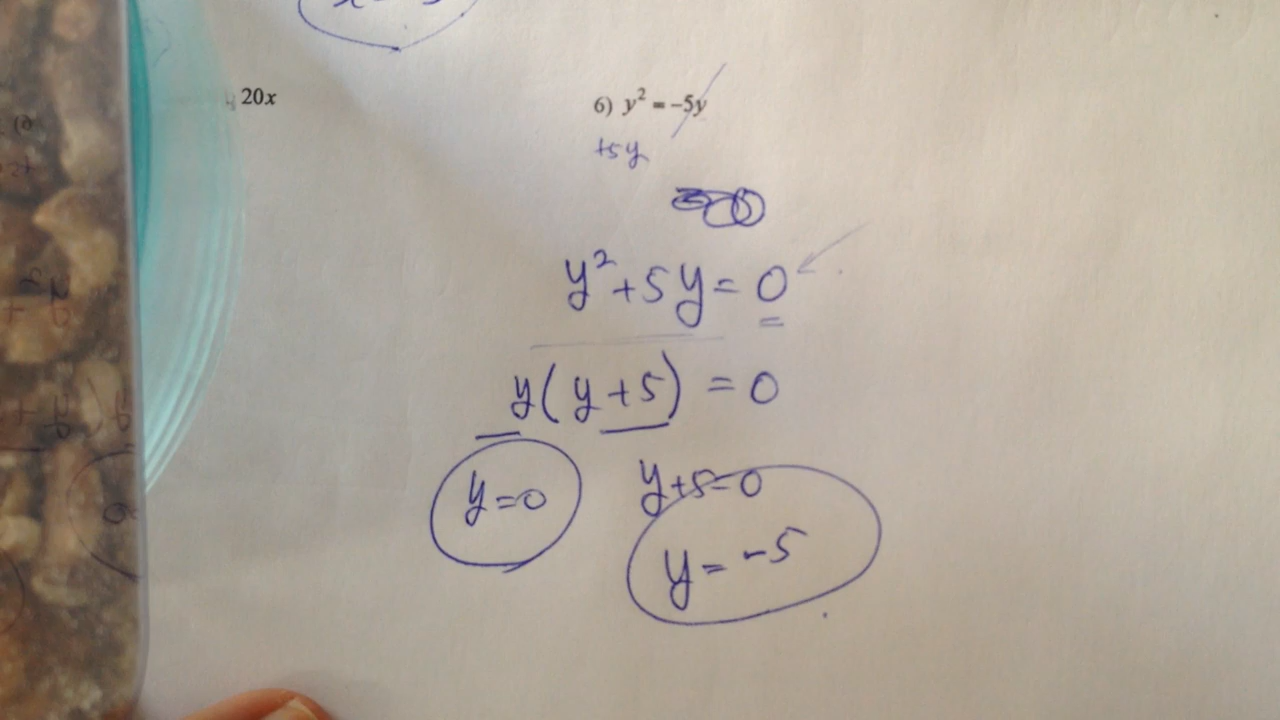 20x
6) y² = -5y
+5y
y² + 5y = 0
y(y+5) = 0
y=0
y+5=0
y=-5